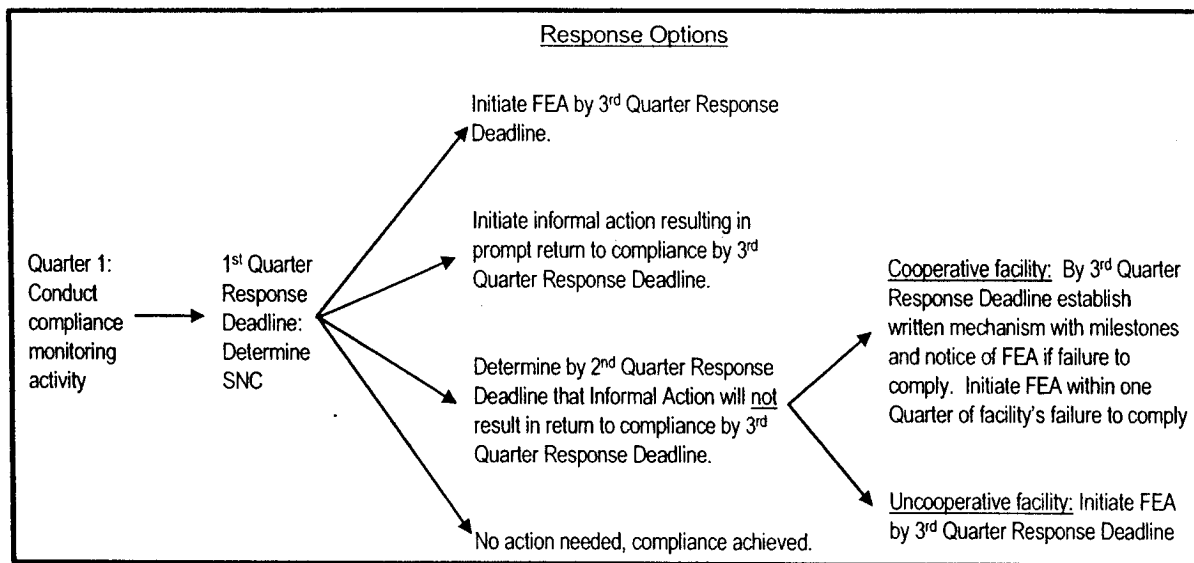 Response Options
Initiate FEA by 3rd Quarter Response
Deadline.
Initiate informal action resulting in
prompt return to compliance by 3rd
Quarter Response Deadline.
Quarter 1:
Conduct
compliance
monitoring
activity
1st Quarter
Response
Deadline:
Determine
SNC
Determine by 2nd Quarter Response
Deadline that Informal Action will not
result in return to compliance by 3rd
Quarter Response Deadline.
No action needed, compliance achieved.
Cooperative facility: By 3rd Quarter
Response Deadline establish
written mechanism with milestones
and notice of FEA if failure to
comply. Initiate FEA within one
Quarter of facility's failure to comply
Uncooperative facility: Initiate FEA
by 3rd Quarter Response Deadline